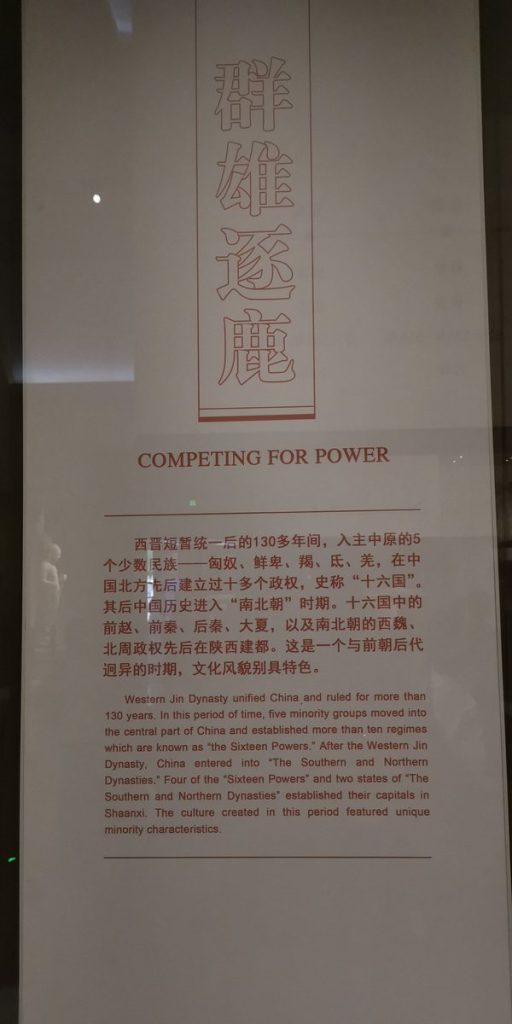 群雄逐鹿
COMPETING FOR POWER
西晋短暂统一后的130多年间，入主中原的5
个少数民族——匈奴、鲜卑、羯、氐、羌，在中
国北方先后建立过十多个政权，史称“十六国”。
其后中国历史进入“南北朝”时期。十六国中的
前赵、前秦、后秦、大夏，以及南北朝的西魏、
北周政权先后在陕西建都。这是一个与前朝后代
迥异的时期，文化风貌别具特色。
Western Jin Dynasty unified China and ruled for more than
130 years. In this period of time, five minority groups moved into
the central part of China and established more than ten regimes
which are known as “the Sixteen Powers.” After the Western Jin
Dynasty, China entered into “The Southern and Northern
Dynasties.” Four of the “Sixteen Powers” and two states of “The
Southern and Northern Dynasties” established their capitals in
Shaanxi. The culture created in this period featured unique
minority characteristics.